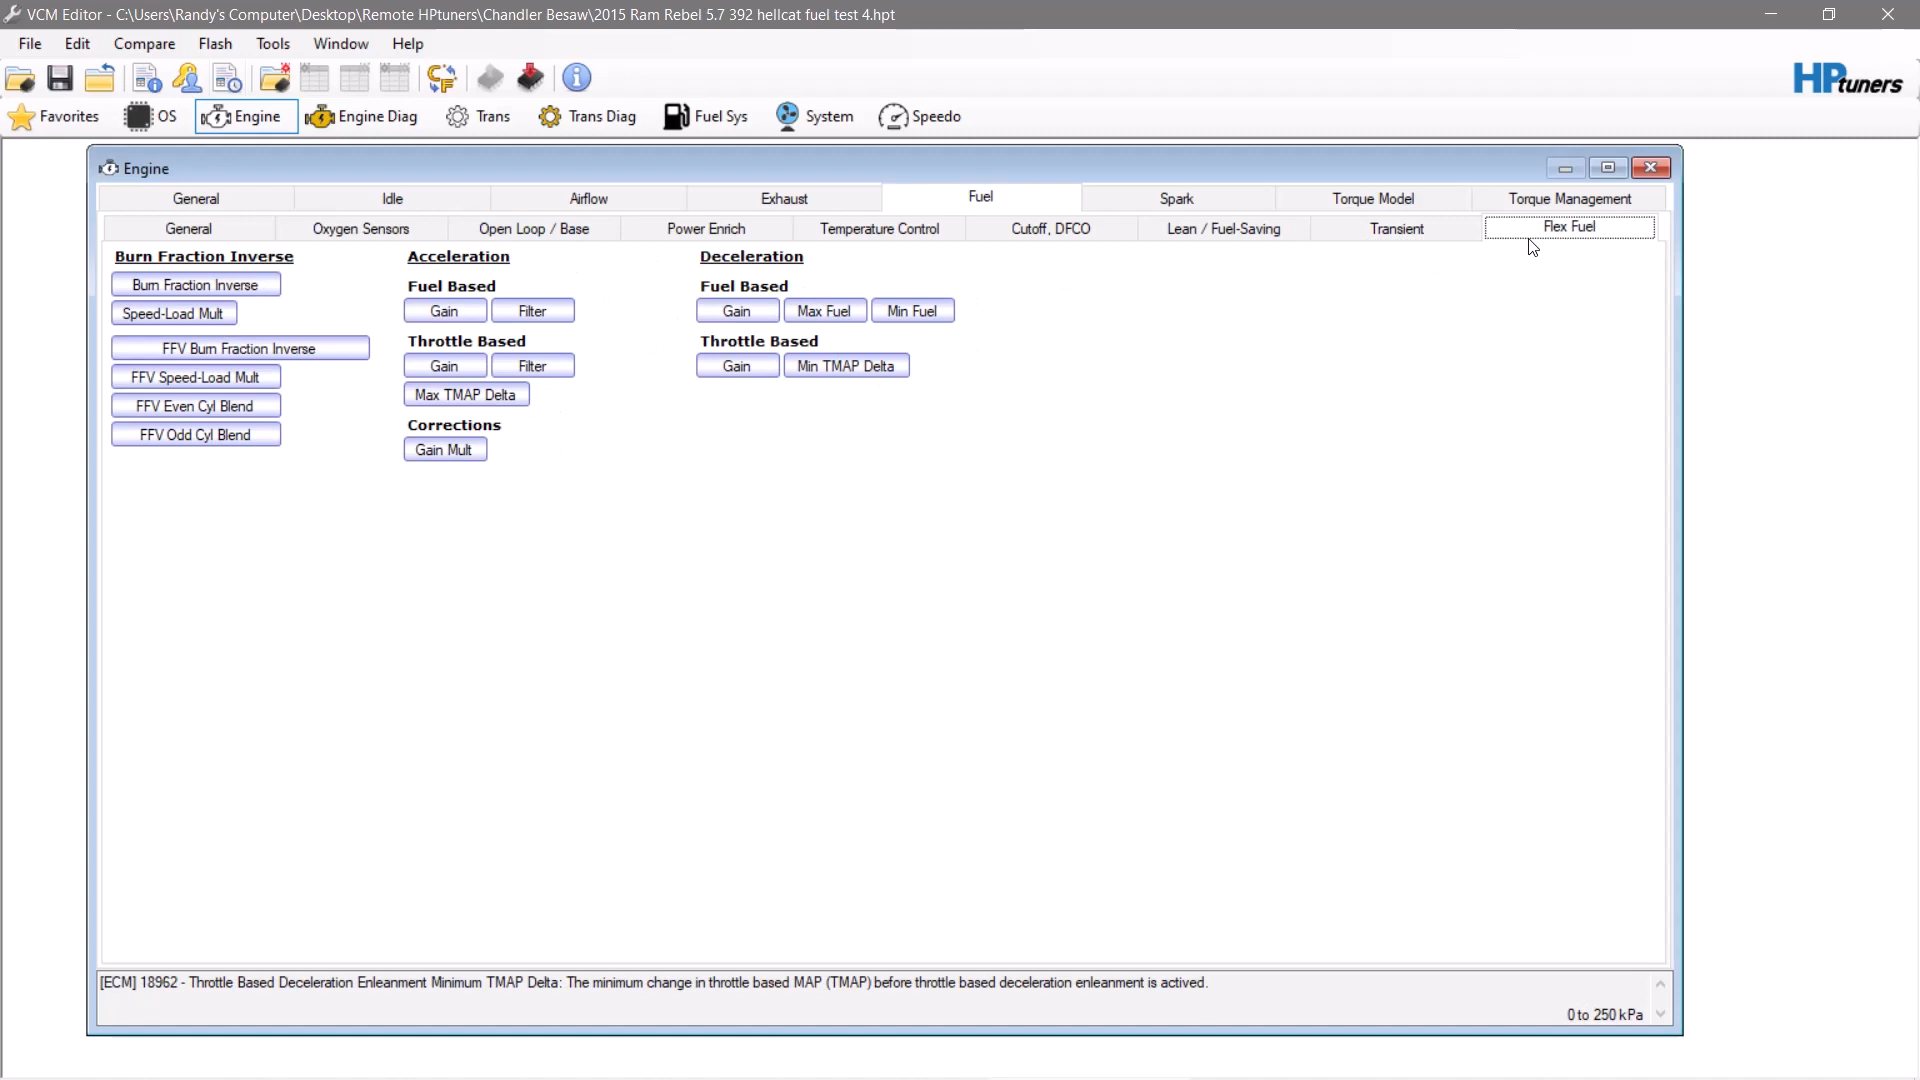 VCM Editor - C:\Users\Randy's Computer\Desktop\Remote HPtuners\Chandler Besaw\2015 Ram Rebel 5.7 392 hellcat fuel test 4.hpt
File Edit Compare Flash Tools Window Help
HPtuners
Favorites OS Engine Engine Diag Trans Trans Diag Fuel Sys System Speedo
Engine
General Idle Airflow Exhaust Fuel Spark Torque Model Torque Management
General Oxygen Sensors Open Loop / Base Power Enrich Temperature Control Cutoff, DFCO Lean / Fuel-Saving Transient Flex Fuel
Burn Fraction Inverse
Burn Fraction Inverse
Speed-Load Mult
FFV Burn Fraction Inverse
FFV Speed-Load Mult
FFV Even Cyl Blend
FFV Odd Cyl Blend
Acceleration
Fuel Based
Gain Filter
Throttle Based
Gain Filter
Max TMAP Delta
Corrections
Gain Mult
Deceleration
Fuel Based
Gain Max Fuel Min Fuel
Throttle Based
Gain Min TMAP Delta
[ECM] 18962 - Throttle Based Deceleration Enleanment Minimum TMAP Delta: The minimum change in throttle based MAP (TMAP) before throttle based deceleration enleanment is actived.
0 to 250 kPa